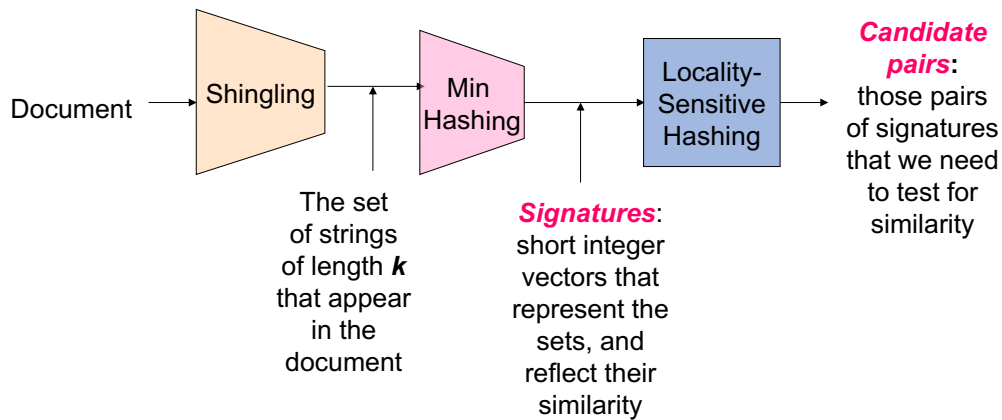 Document
Shingling
The set
of strings
of length k
that appear
in the
document
Min
Hashing
Signatures:
short integer
vectors that
represent the
sets, and
reflect their
similarity
Locality-
Sensitive
Hashing
Candidate
pairs:
those pairs
of signatures
that we need
to test for
similarity